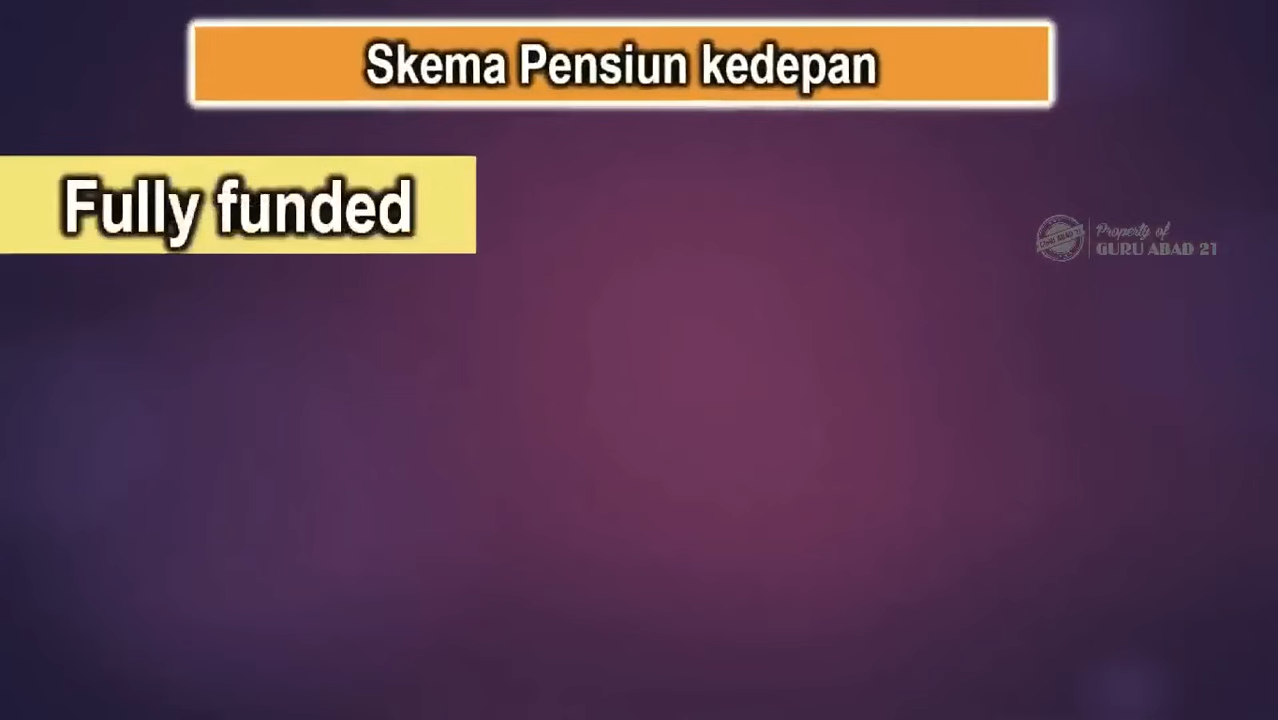 Skema Pensiun kedepan
Fully funded
Property of
GURU ABAD 21